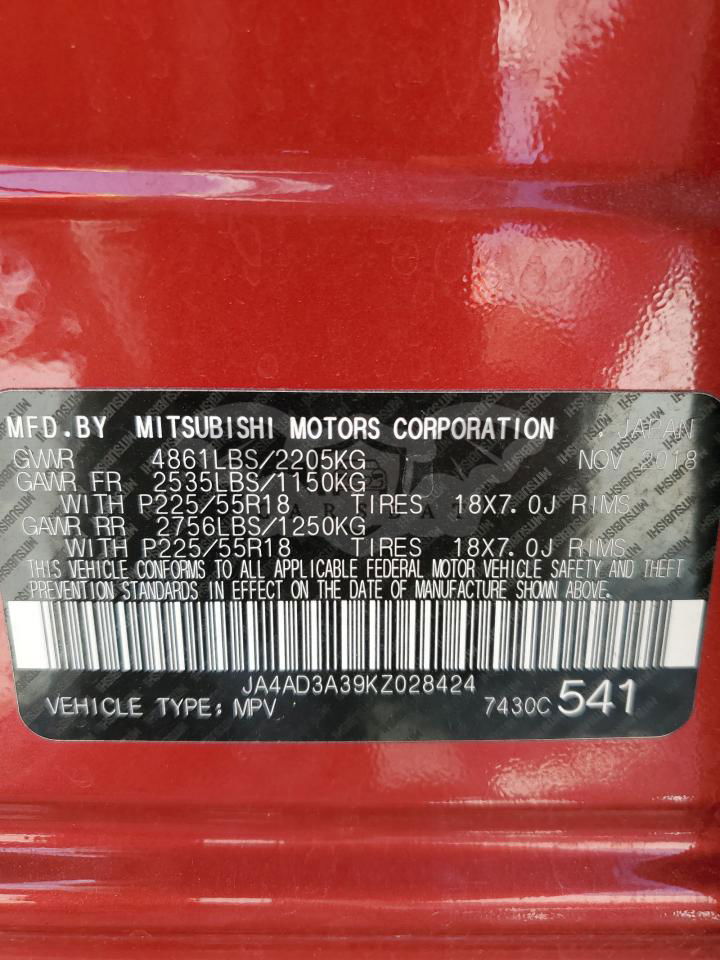 MFD.BY MITSUBISHI MOTORS CORPORATION , JAPAN
GVWR 4861LBS/2205KG NOV 2018
GAWR FR 2535LBS/1150KG
WITH P225/55R18 TIRES 18X7.0J RIMS
GAWR RR 2756LBS/1250KG
WITH P225/55R18 TIRES 18X7.0J RIMS
THIS VEHICLE CONFORMS TO ALL APPLICABLE FEDERAL MOTOR VEHICLE SAFETY AND THEFT
PREVENTION STANDARDS IN EFFECT ON THE DATE OF MANUFACTURE SHOWN ABOVE.
JA4AD3A39KZ028424
VEHICLE TYPE: MPV 7430C 541